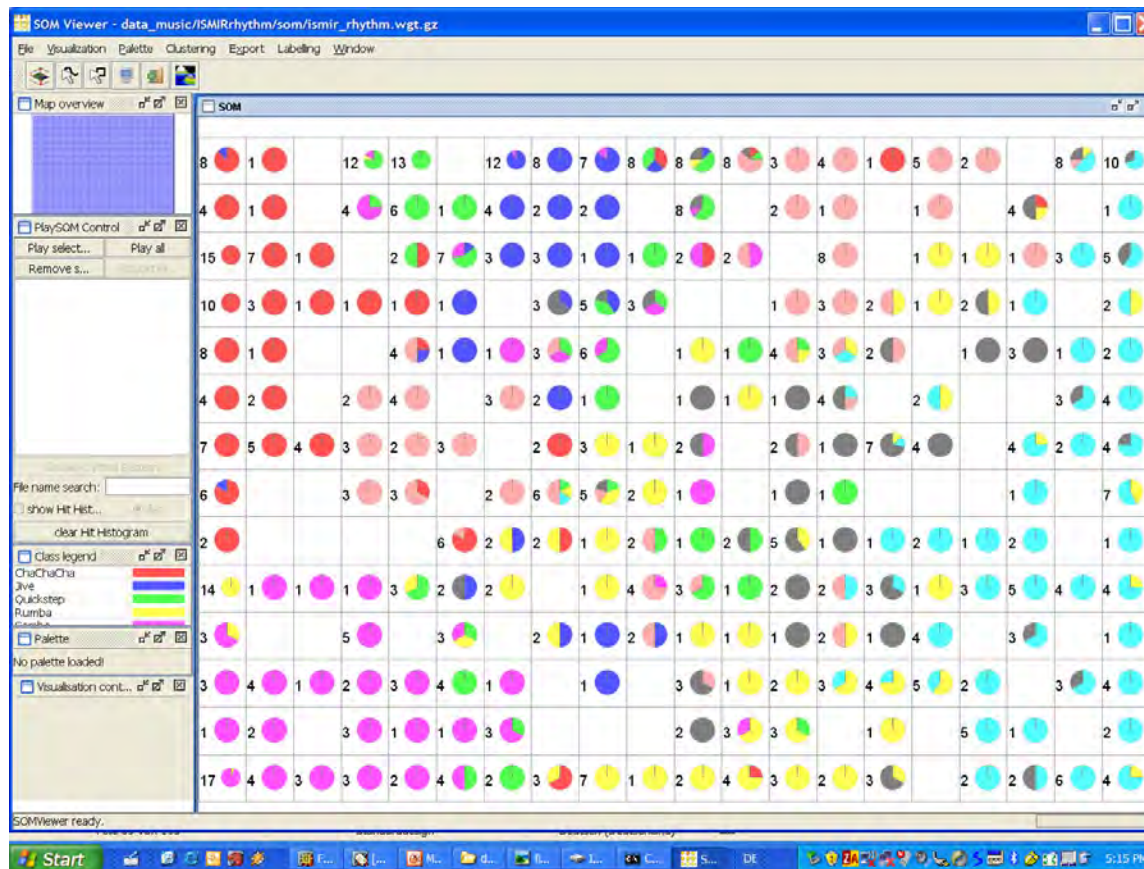 SOM Viewer - data_music/ISMIRrhythm/som/ismir_rhythm.wgt.gz
File Visualization Palette Clustering Export Labelling Window
Map overview
SOM
8 1 12 13 12 8 7 8 8 8 3 4 1 5 2 8 10
4 1 4 6 1 4 2 2 8 2 1 1 4 1
PlaySOM Control
Play select... Play all
Remove s...
15 7 1 2 7 3 3 1 1 2 2 8 1 1 1 3 5
10 3 1 1 1 1 3 5 3 1 3 2 1 2 1 2
8 1 4 1 1 3 6 1 1 4 3 2 1 3 1 2
4 2 2 4 3 2 1 1 1 1 4 2 3 4
7 5 4 3 2 3 2 3 1 2 2 1 7 4 4 2 4
File name search:
show Hit Hist...
clear Hit Histogram
6 3 3 2 6 5 2 1 1 1 1 7
2 6 2 2 1 2 1 2 5 1 1 2 1 2 1
Class legend
ChaChaCha
Jive
Quickstep
Rumba
14 1 1 1 3 2 2 1 4 3 1 2 2 3 1 3 5 4 4
Palette
No palette loaded!
3 5 3 2 1 2 1 1 1 2 1 4 3 1
Visualisation cont...
3 4 1 2 3 4 1 1 3 1 2 3 4 5 2 3 4
1 2 3 1 1 3 2 3 3 1 5 1 2
17 4 3 3 2 4 2 3 7 1 2 4 3 2 3 2 2 6 4
SOMViewer ready.
Start F... [... M... d... fi... I... C... S... DE 5:15 PM